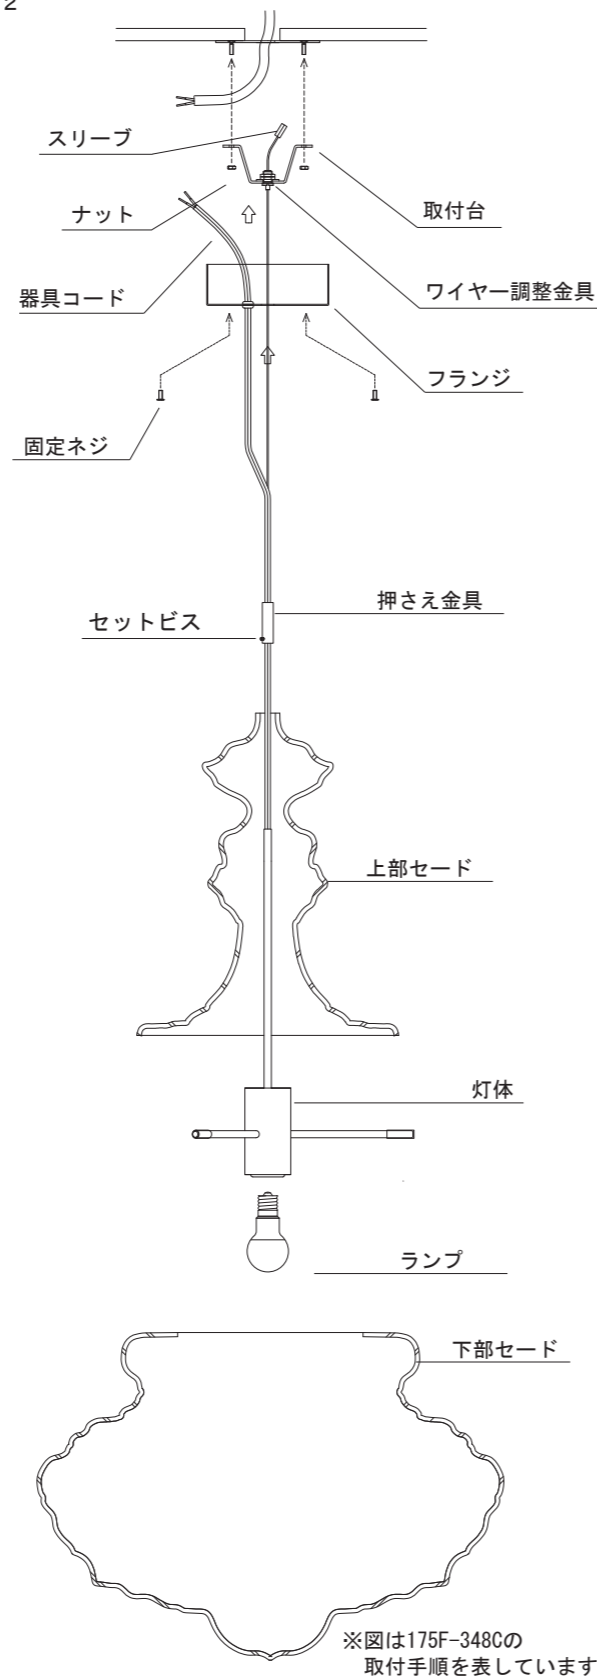 2
スリーブ
ナット
取付台
器具コード
ワイヤー調整金具
フランジ
固定ネジ
押さえ金具
セットビス
上部セード
灯体
ランプ
下部セード
※図は175F-348Cの
取付手順を表しています